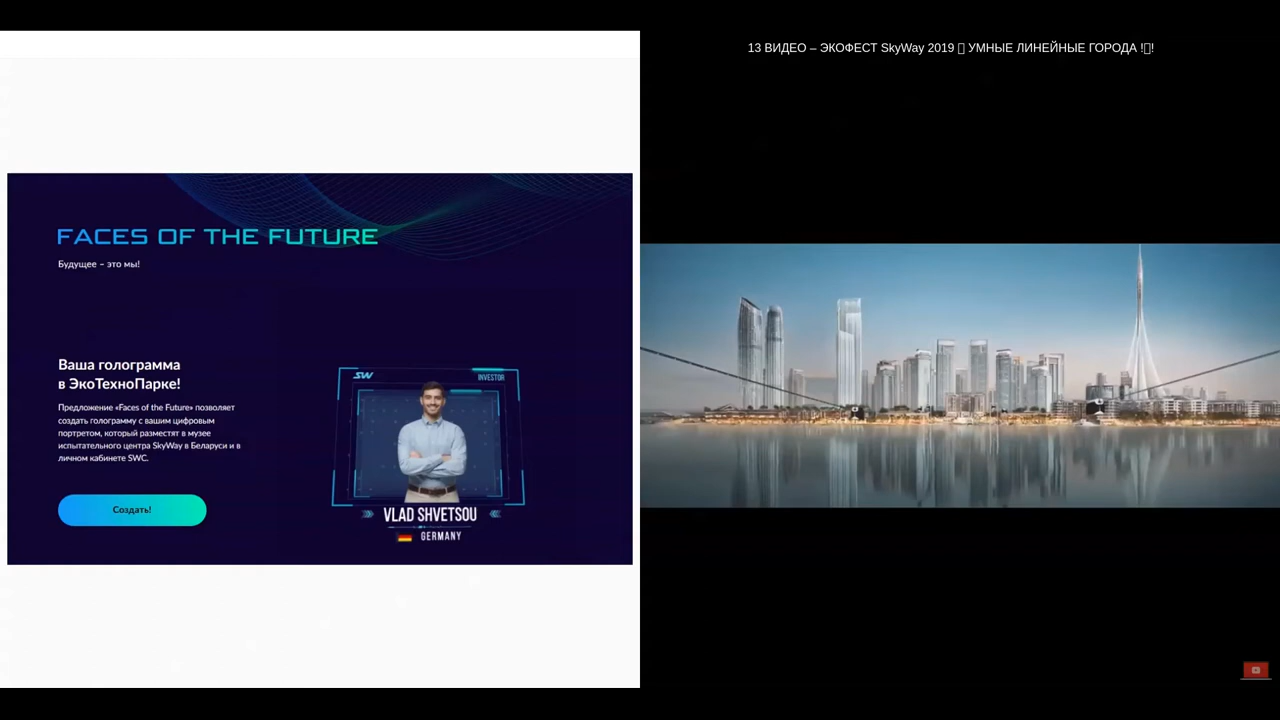 13 ВИДЕО – ЭКОФЕСТ SkyWay 2019 УМНЫЕ ЛИНЕЙНЫЕ ГОРОДА !!
FACES OF THE FUTURE
Будущее – это мы!
Ваша голограмма
в ЭкоТехноПарке!
Предложение «Faces of the Future» позволяет
создать голограмму с вашим цифровым
портретом, который разместят в музее
испытательного центра SkyWay в Беларуси и в
личном кабинете SWC.
Создать!
SW
INVESTOR
VLAD SHVETSOU
GERMANY